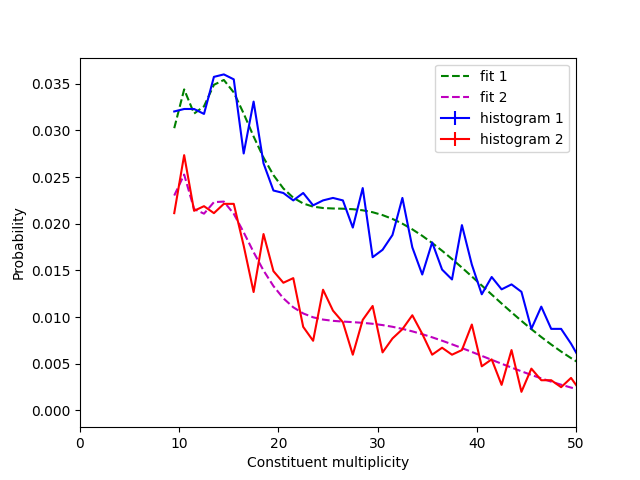 fit 1
fit 2
histogram 1
histogram 2
Probability
0.035
0.030
0.025
0.020
0.015
0.010
0.005
0.000
0 10 20 30 40 50
Constituent multiplicity